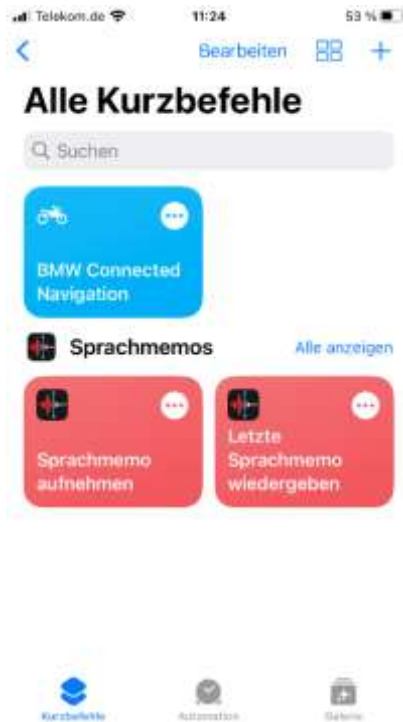 Telekom.de 11:24 53 %
Bearbeiten
Alle Kurzbefehle
Suchen
BMW Connected
Navigation
Sprachmemos Alle anzeigen
Sprachmemo
aufnehmen
Letzte
Sprachmemo
wiedergeben
Kurzbefehle Automation Galerie